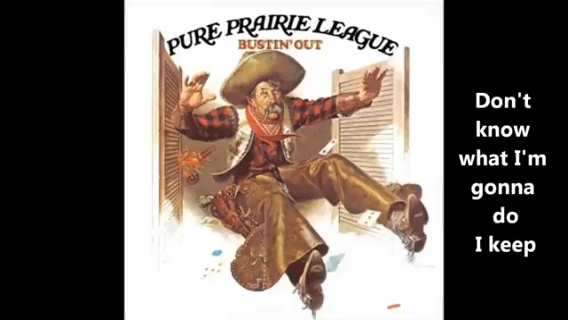 PURE PRAIRIE LEAGUE
BUSTIN' OUT
Don't
know
what I'm
gonna
do
I keep